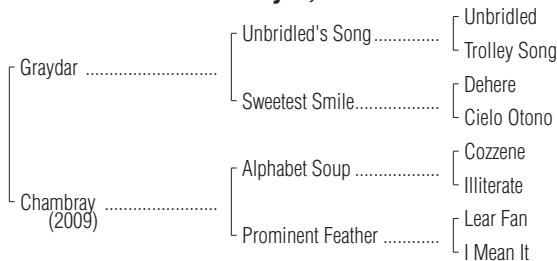 Unbridled
Unbridled's Song ..............
Trolley Song
Graydar ..............................
Dehere
Sweetest Smile.................
Cielo Otono
Cozzene
Alphabet Soup .................
Illiterate
Chambray .........................
(2009)
Lear Fan
Prominent Feather ............
I Mean It